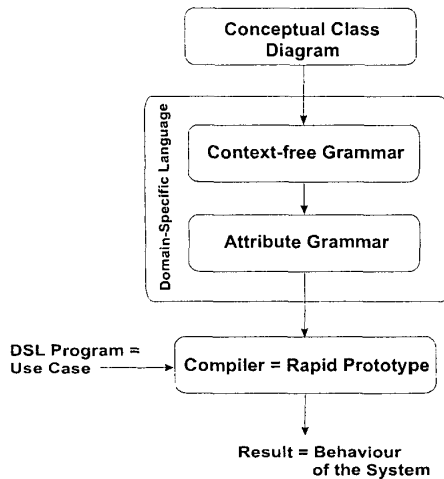 Conceptual Class
Diagram
Domain-Specific Language
Context-free Grammar
Attribute Grammar
DSL Program =
Use Case
Compiler = Rapid Prototype
Result = Behaviour
of the System